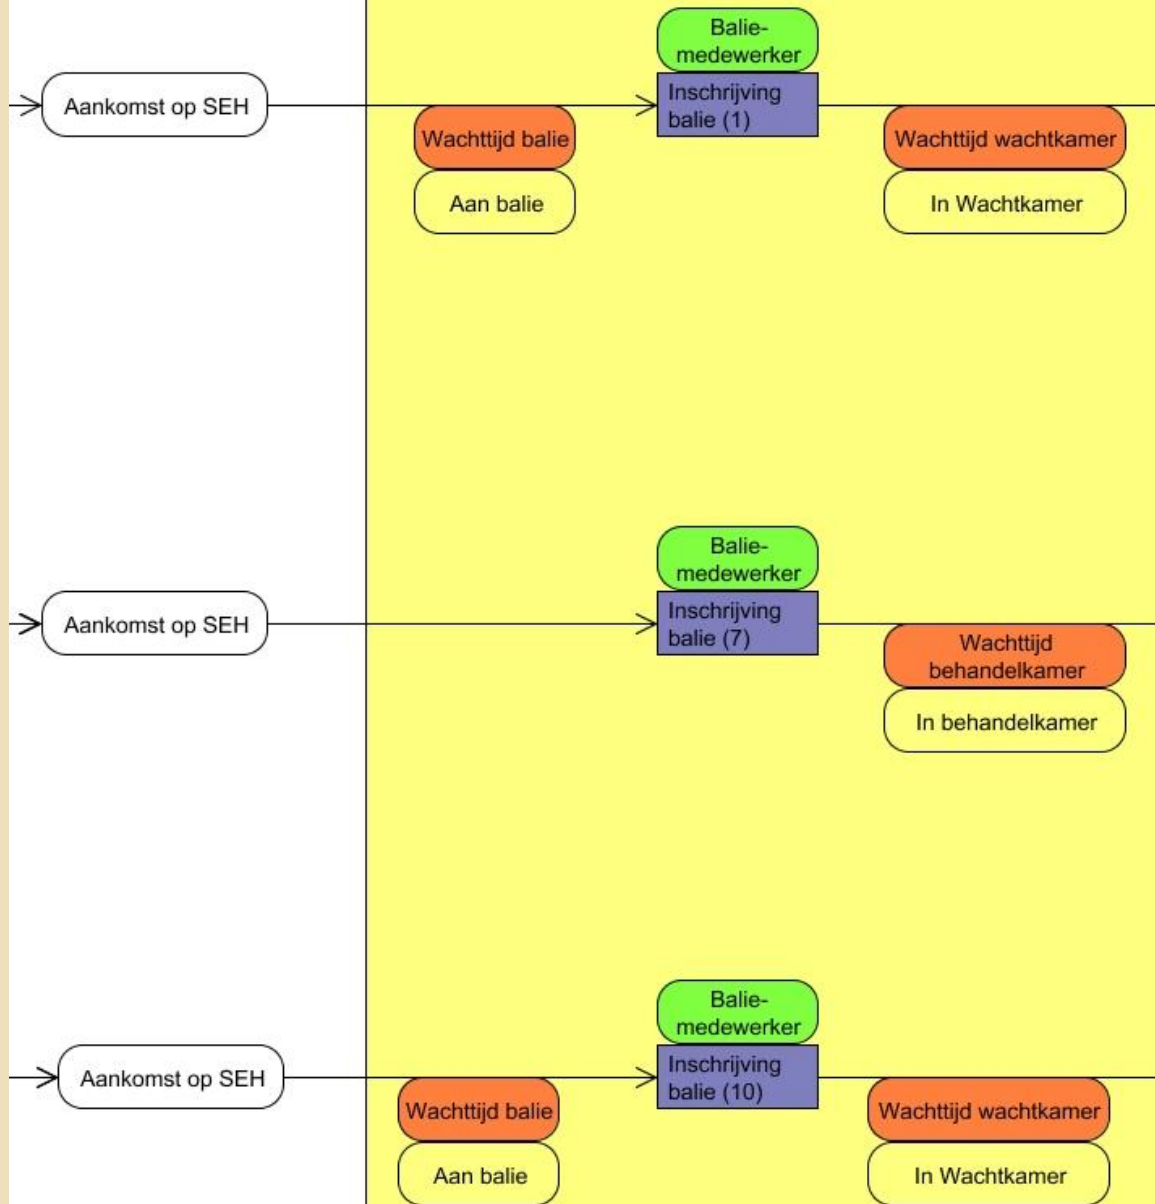 Balie-
medewerker
Aankomst op SEH
Inschrijving
balie (1)
Wachttijd balie
Wachttijd wachtkamer
Aan balie
In Wachtkamer
Balie-
medewerker
Aankomst op SEH
Inschrijving
balie (7)
Wachttijd
behandelkamer
In behandelkamer
Balie-
medewerker
Aankomst op SEH
Inschrijving
balie (10)
Wachttijd balie
Wachttijd wachtkamer
Aan balie
In Wachtkamer